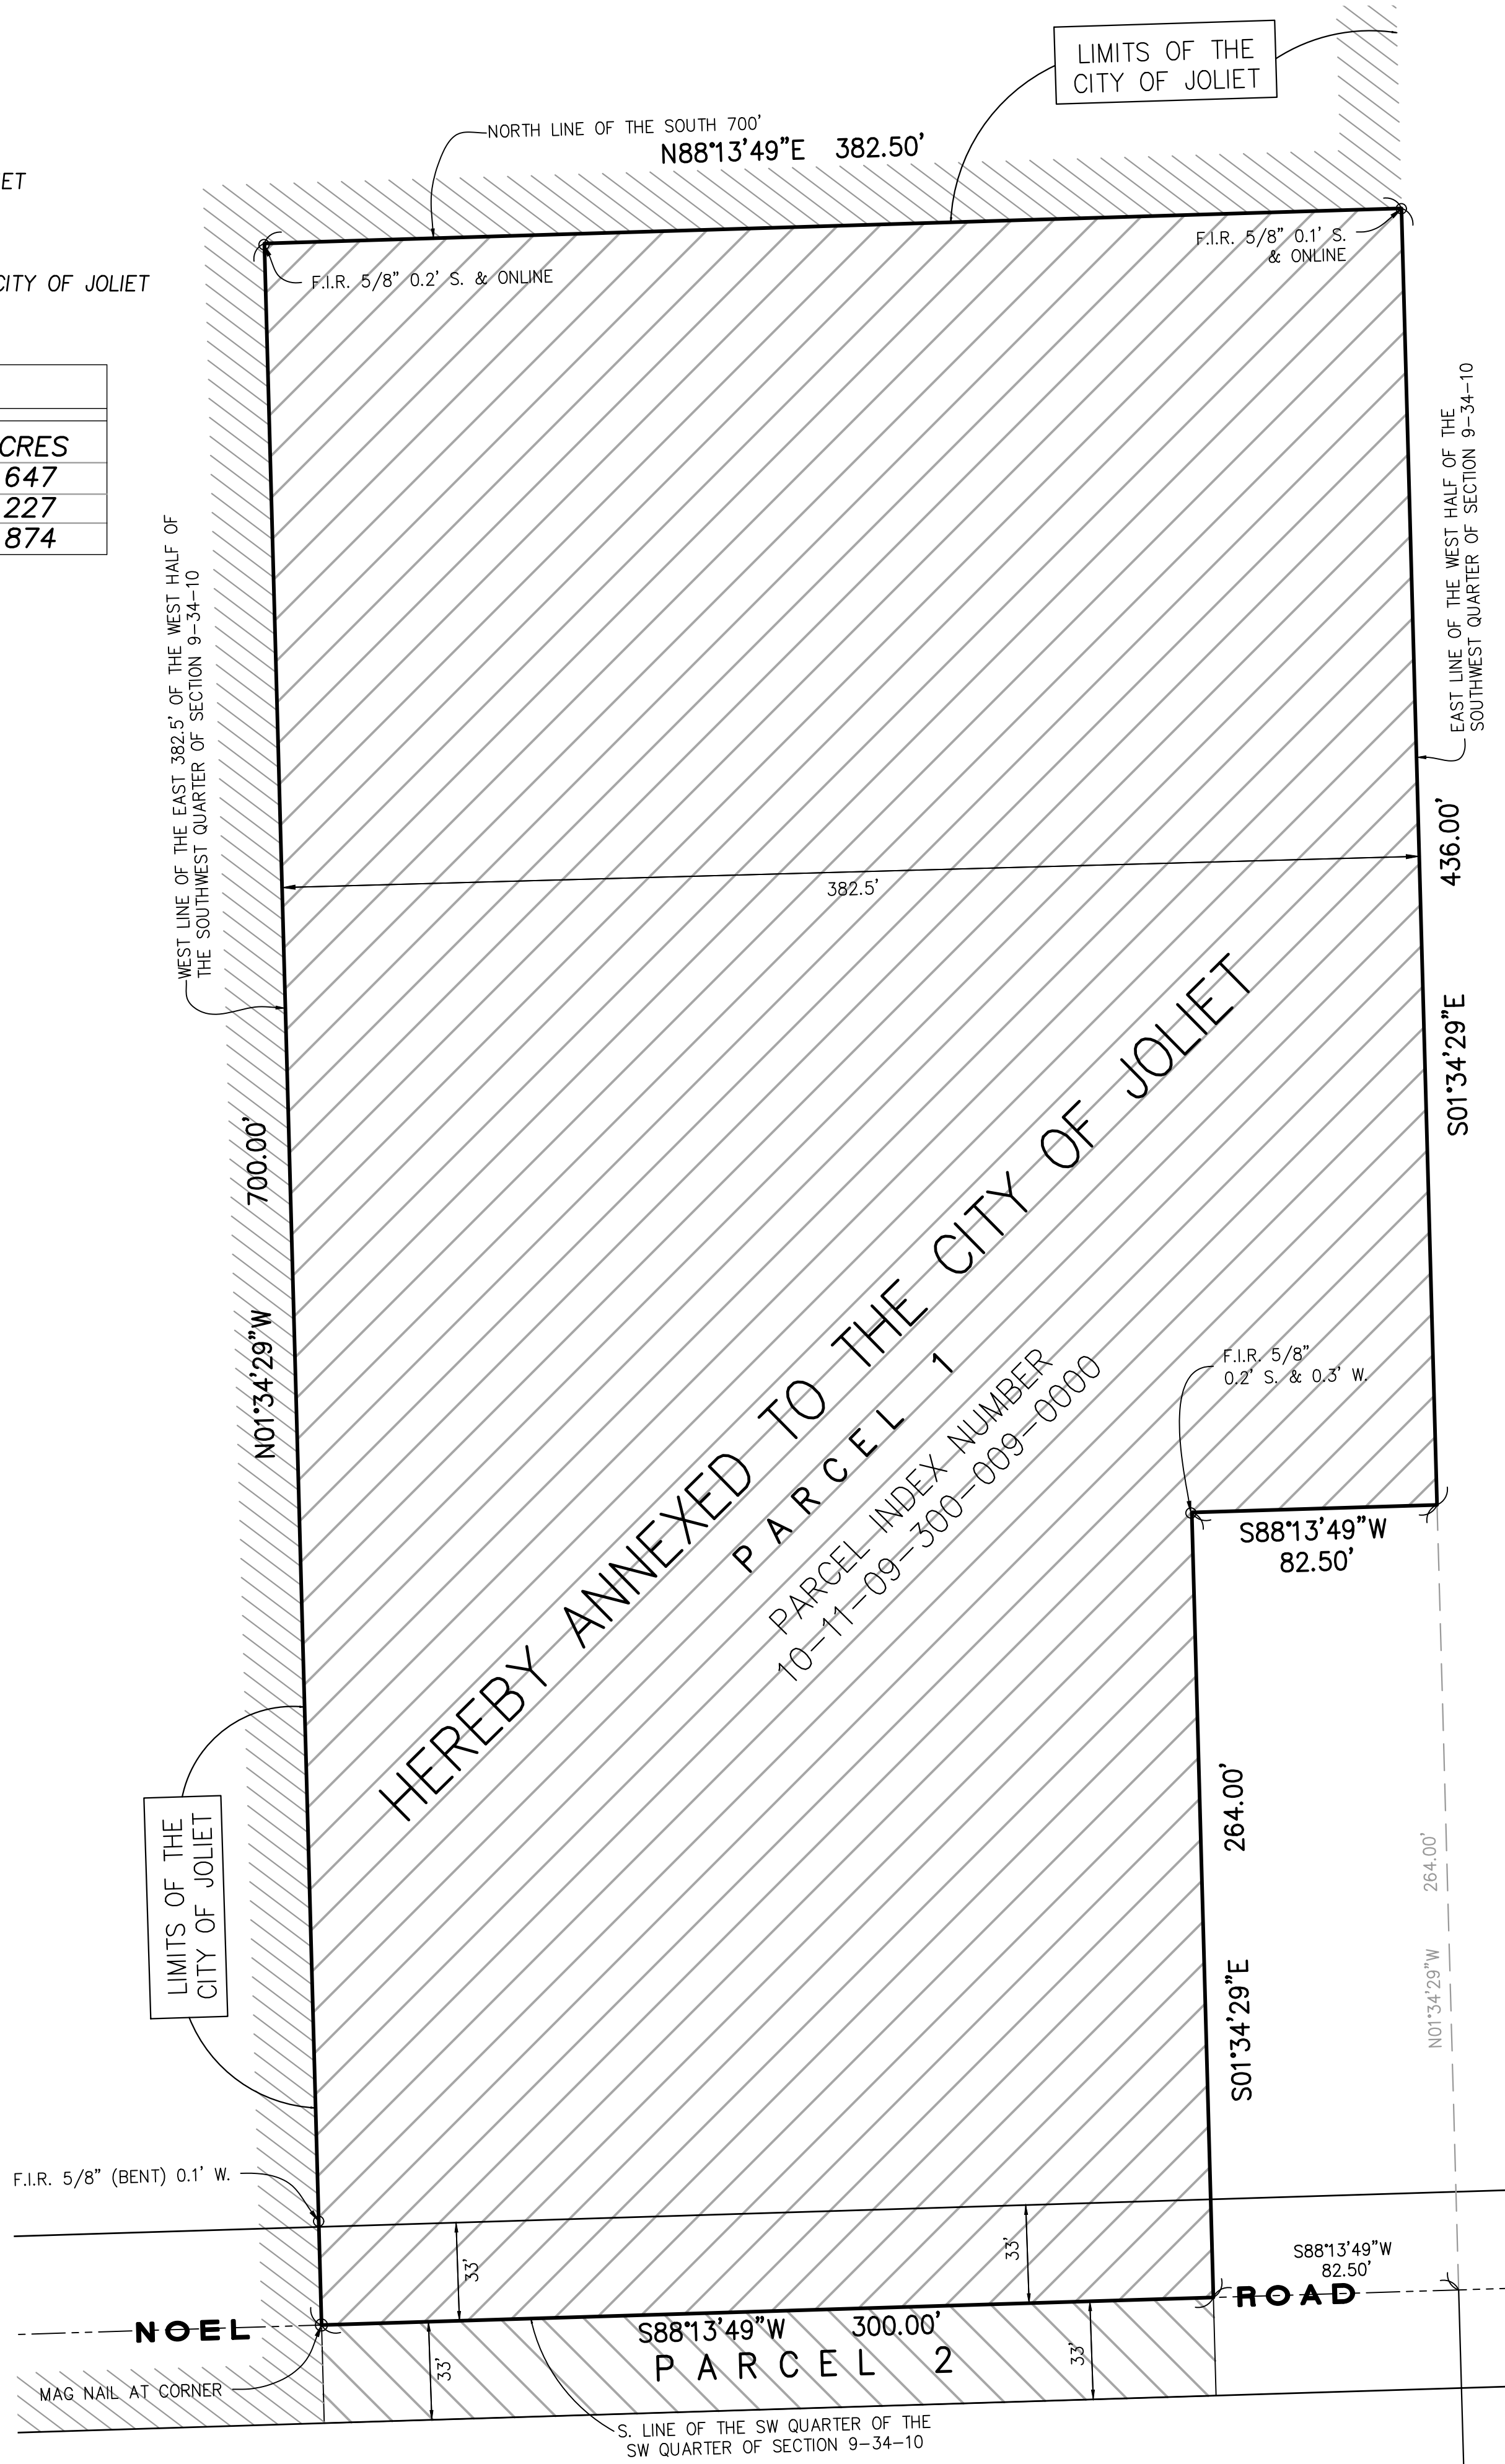 LIMITS OF THE
CITY OF JOLIET
NORTH LINE OF THE SOUTH 700'
N88°13'49"E 382.50'
ET
CITY OF JOLIET
F.I.R. 5/8" 0.2' S. & ONLINE
F.I.R. 5/8" 0.1' S.
& ONLINE
CRES
647
227
874
WEST LINE OF THE EAST 382.5' OF THE WEST HALF OF
THE SOUTHWEST QUARTER OF SECTION 9-34-10
EAST LINE OF THE WEST HALF OF THE
SOUTHWEST QUARTER OF SECTION 9-34-10
382.5'
436.00'
S01°34'29"E
700.00'
N01°34'29"W
HEREBY ANNEXED TO THE CITY OF JOLIET
PARCEL 1
PARCEL INDEX NUMBER
10-11-09-300-009-0000
F.I.R. 5/8"
0.2' S. & 0.3' W.
S88°13'49"W
82.50'
264.00'
S01°34'29"E
264.00'
N01°34'29"W
LIMITS OF THE
CITY OF JOLIET
F.I.R. 5/8" (BENT) 0.1' W.
33'
33'
S88°13'49"W
82.50'
NOEL ROAD
S88°13'49"W 300.00'
PARCEL 2
33'
33'
MAG NAIL AT CORNER
S. LINE OF THE SW QUARTER OF THE
SW QUARTER OF SECTION 9-34-10